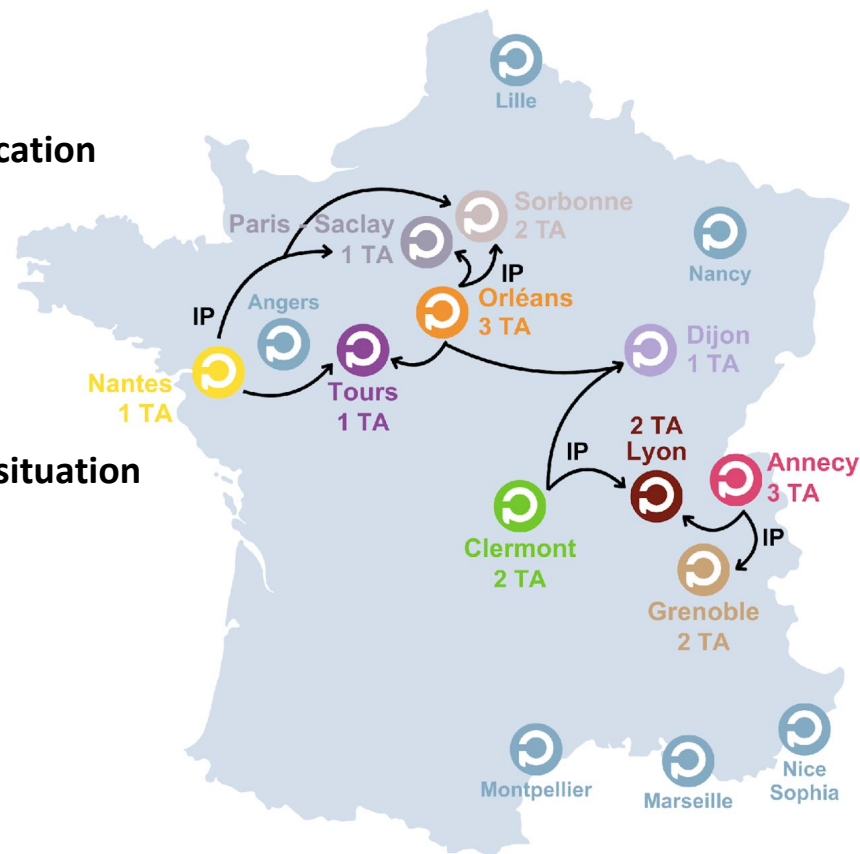 Lille
cation
Sorbonne
2 TA
Paris - Saclay
1 TA
Nancy
IP
Angers
IP
Orléans
3 TA
Dijon
1 TA
Nantes
1 TA
Tours
1 TA
2 TA
Lyon
IP
situation
Annecy
3 TA
IP
Clermont
2 TA
Grenoble
2 TA
Montpellier
Marseille
Nice
Sophia